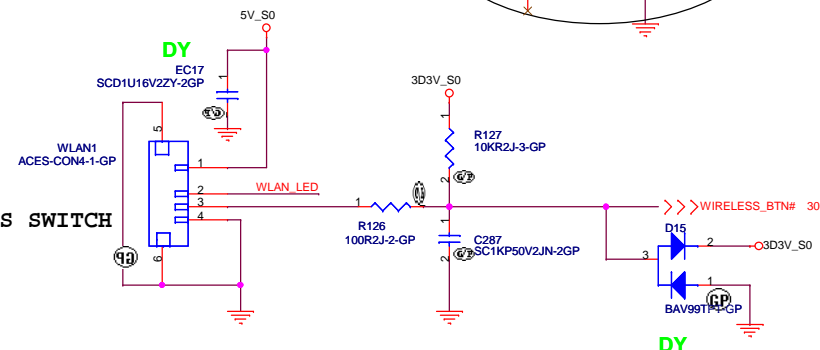 5V_S0
DY
EC17
SCD1U16V2ZY-2GP
1
2
3D3V_S0
1
R127
10KR2J-3-GP
2
5
WLAN1
ACES-CON4-1-GP
1
2
WLAN_LED
3
4
S SWITCH
6
1
R126
100R2J-2-GP
1
C287
SC1KP50V2JN-2GP
2
WIRELESS_BTN# 30
D15
3
2
3D3V_S0
1
GP
DY